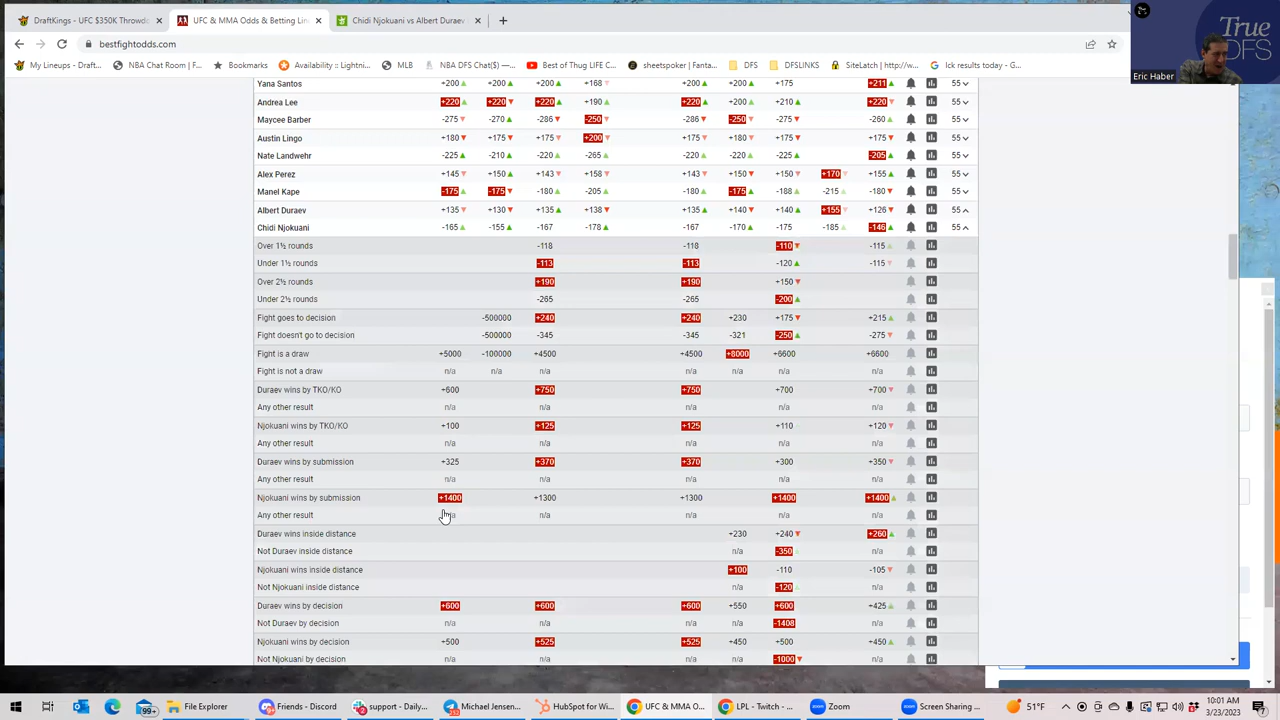 DraftKings - UFC $350K Throwdo
UFC & MMA Odds & Betting Lin
Chidi Njokuani vs Albert Duraev
bestfightodds.com
My Lineups - Draft...
NBA Chat Room | F...
Bookmarks
Availability :: Lightni...
MLB
NBA DFS Chat($) —...
Best of Thug LIFE C...
sheetspoker | Fanta...
DFS
DFSLINKS
SiteLatch | http://w...
lck results today - G...
True
DFS
Eric Haber
Yana Santos +200 +200 +200 +168 +200 +200 +175 +211 55
Andrea Lee +220 +220 +220 +190 +220 +200 +210 +220 55
Maycee Barber -275 -270 -286 -250 -286 -250 -275 -260 55
Austin Lingo +180 +175 +175 +200 +175 +180 +175 +175 55
Nate Landwehr -225 -210 -220 -265 -220 -220 -225 -205 55
Alex Perez +145 +150 +143 +158 +143 +150 +150 +170 +155 55
Manel Kape -175 -175 -180 -205 -180 -175 -188 -215 -180 55
Albert Duraev +135 +130 +135 +138 +135 +140 +140 +155 +126 55
Chidi Njokuani -165 -155 -167 -178 -167 -170 -175 -185 -146 55
Over 1½ rounds -118 -118 -110 -115
Under 1½ rounds -113 -113 -120 -115
Over 2½ rounds +190 +190 +150
Under 2½ rounds -265 -265 -200
Fight goes to decision -500000 +240 +240 +230 +175 +215
Fight doesn't go to decision -500000 -345 -345 -321 -250 -275
Fight is a draw +5000 -100000 +4500 +4500 +8000 +6600 +6600
Fight is not a draw n/a n/a n/a n/a n/a n/a n/a
Duraev wins by TKO/KO +600 +750 +750 +700 +700
Any other result n/a n/a n/a n/a n/a
Njokuani wins by TKO/KO +100 +125 +125 +110 +120
Any other result n/a n/a n/a n/a n/a
Duraev wins by submission +325 +370 +370 +300 +350
Any other result n/a n/a n/a n/a n/a
Njokuani wins by submission +1400 +1300 +1300 +1400 +1400
Any other result n/a n/a n/a n/a
Duraev wins inside distance +230 +240 +260
Not Duraev inside distance n/a -350 n/a
Njokuani wins inside distance +100 -110 -105
Not Njokuani inside distance n/a -120 n/a
Duraev wins by decision +600 +600 +600 +550 +600 +425
Not Duraev by decision n/a n/a n/a n/a -1408 n/a
Njokuani wins by decision +500 +525 +525 +450 +500 +450
Not Njokuani by decision n/a n/a n/a n/a -1000 n/a
99+
File Explorer
Friends - Discord
support - Daily...
Michael Jensen...
HubSpot for Wi...
UFC & MMA O...
LPL - Twitch - ...
Zoom
Screen Sharing ...
51°F
10:01 AM
3/23/2023
7